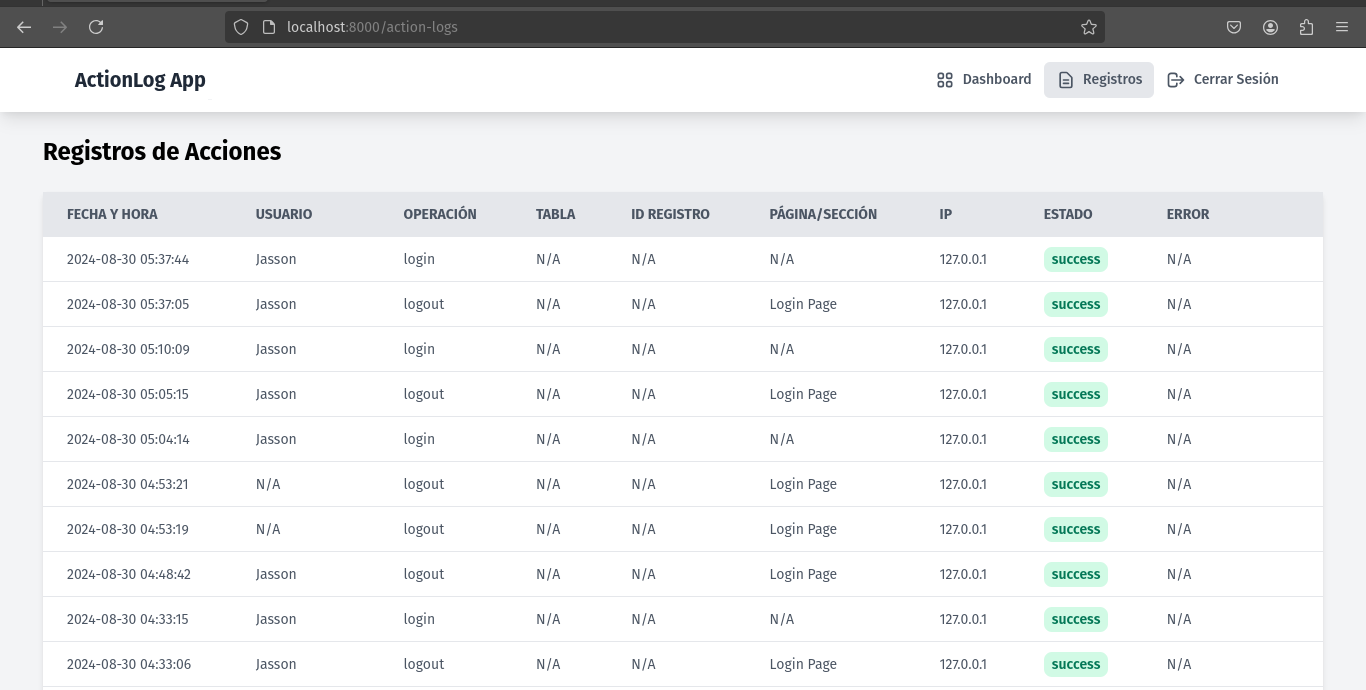 localhost:8000/action-logs
ActionLog App Dashboard Registros Cerrar Sesión
Registros de Acciones
FECHA Y HORA USUARIO OPERACIÓN TABLA ID REGISTRO PÁGINA/SECCIÓN IP ESTADO ERROR
2024-08-30 05:37:44 Jasson login N/A N/A N/A 127.0.0.1 success N/A
2024-08-30 05:37:05 Jasson logout N/A N/A Login Page 127.0.0.1 success N/A
2024-08-30 05:10:09 Jasson login N/A N/A N/A 127.0.0.1 success N/A
2024-08-30 05:05:15 Jasson logout N/A N/A Login Page 127.0.0.1 success N/A
2024-08-30 05:04:14 Jasson login N/A N/A N/A 127.0.0.1 success N/A
2024-08-30 04:53:21 N/A logout N/A N/A Login Page 127.0.0.1 success N/A
2024-08-30 04:53:19 N/A logout N/A N/A Login Page 127.0.0.1 success N/A
2024-08-30 04:48:42 Jasson logout N/A N/A Login Page 127.0.0.1 success N/A
2024-08-30 04:33:15 Jasson login N/A N/A N/A 127.0.0.1 success N/A
2024-08-30 04:33:06 Jasson logout N/A N/A Login Page 127.0.0.1 success N/A